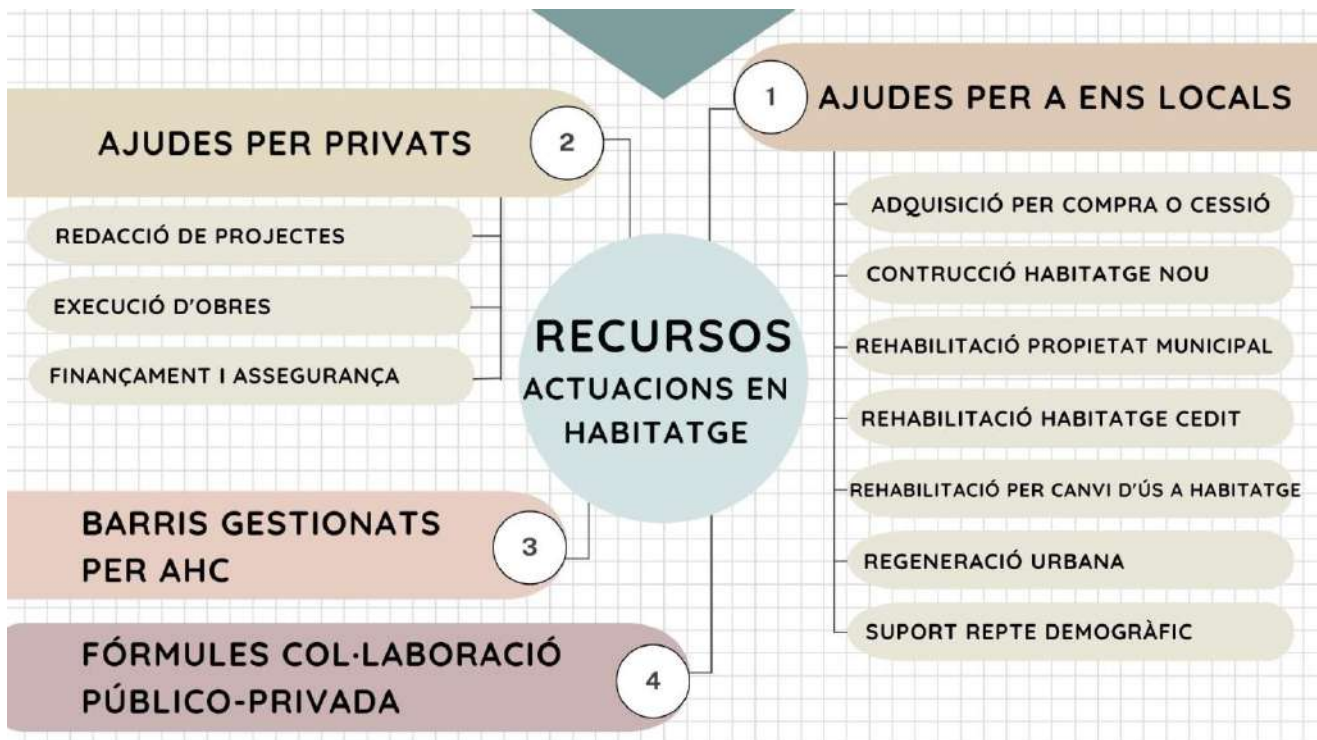 RECURSOS
ACTUACIONS EN
HABITATGE
1
AJUDES PER A ENS LOCALS
ADQUISICIÓ PER COMPRA O CESSIÓ
CONTRUCCIÓ HABITATGE NOU
REHABILITACIÓ PROPIETAT MUNICIPAL
REHABILITACIÓ HABITATGE CEDIT
REHABILITACIÓ PER CANVI D'ÚS A HABITATGE
REGENERACIÓ URBANA
SUPORT REPTE DEMOGRÀFIC
AJUDES PER PRIVATS
2
REDACCIÓ DE PROJECTES
EXECUCIÓ D'OBRES
FINANÇAMENT I ASSEGURANÇA
BARRIS GESTIONATS
PER AHC
3
FÓRMULES COL·LABORACIÓ
PÚBLICO-PRIVADA
4